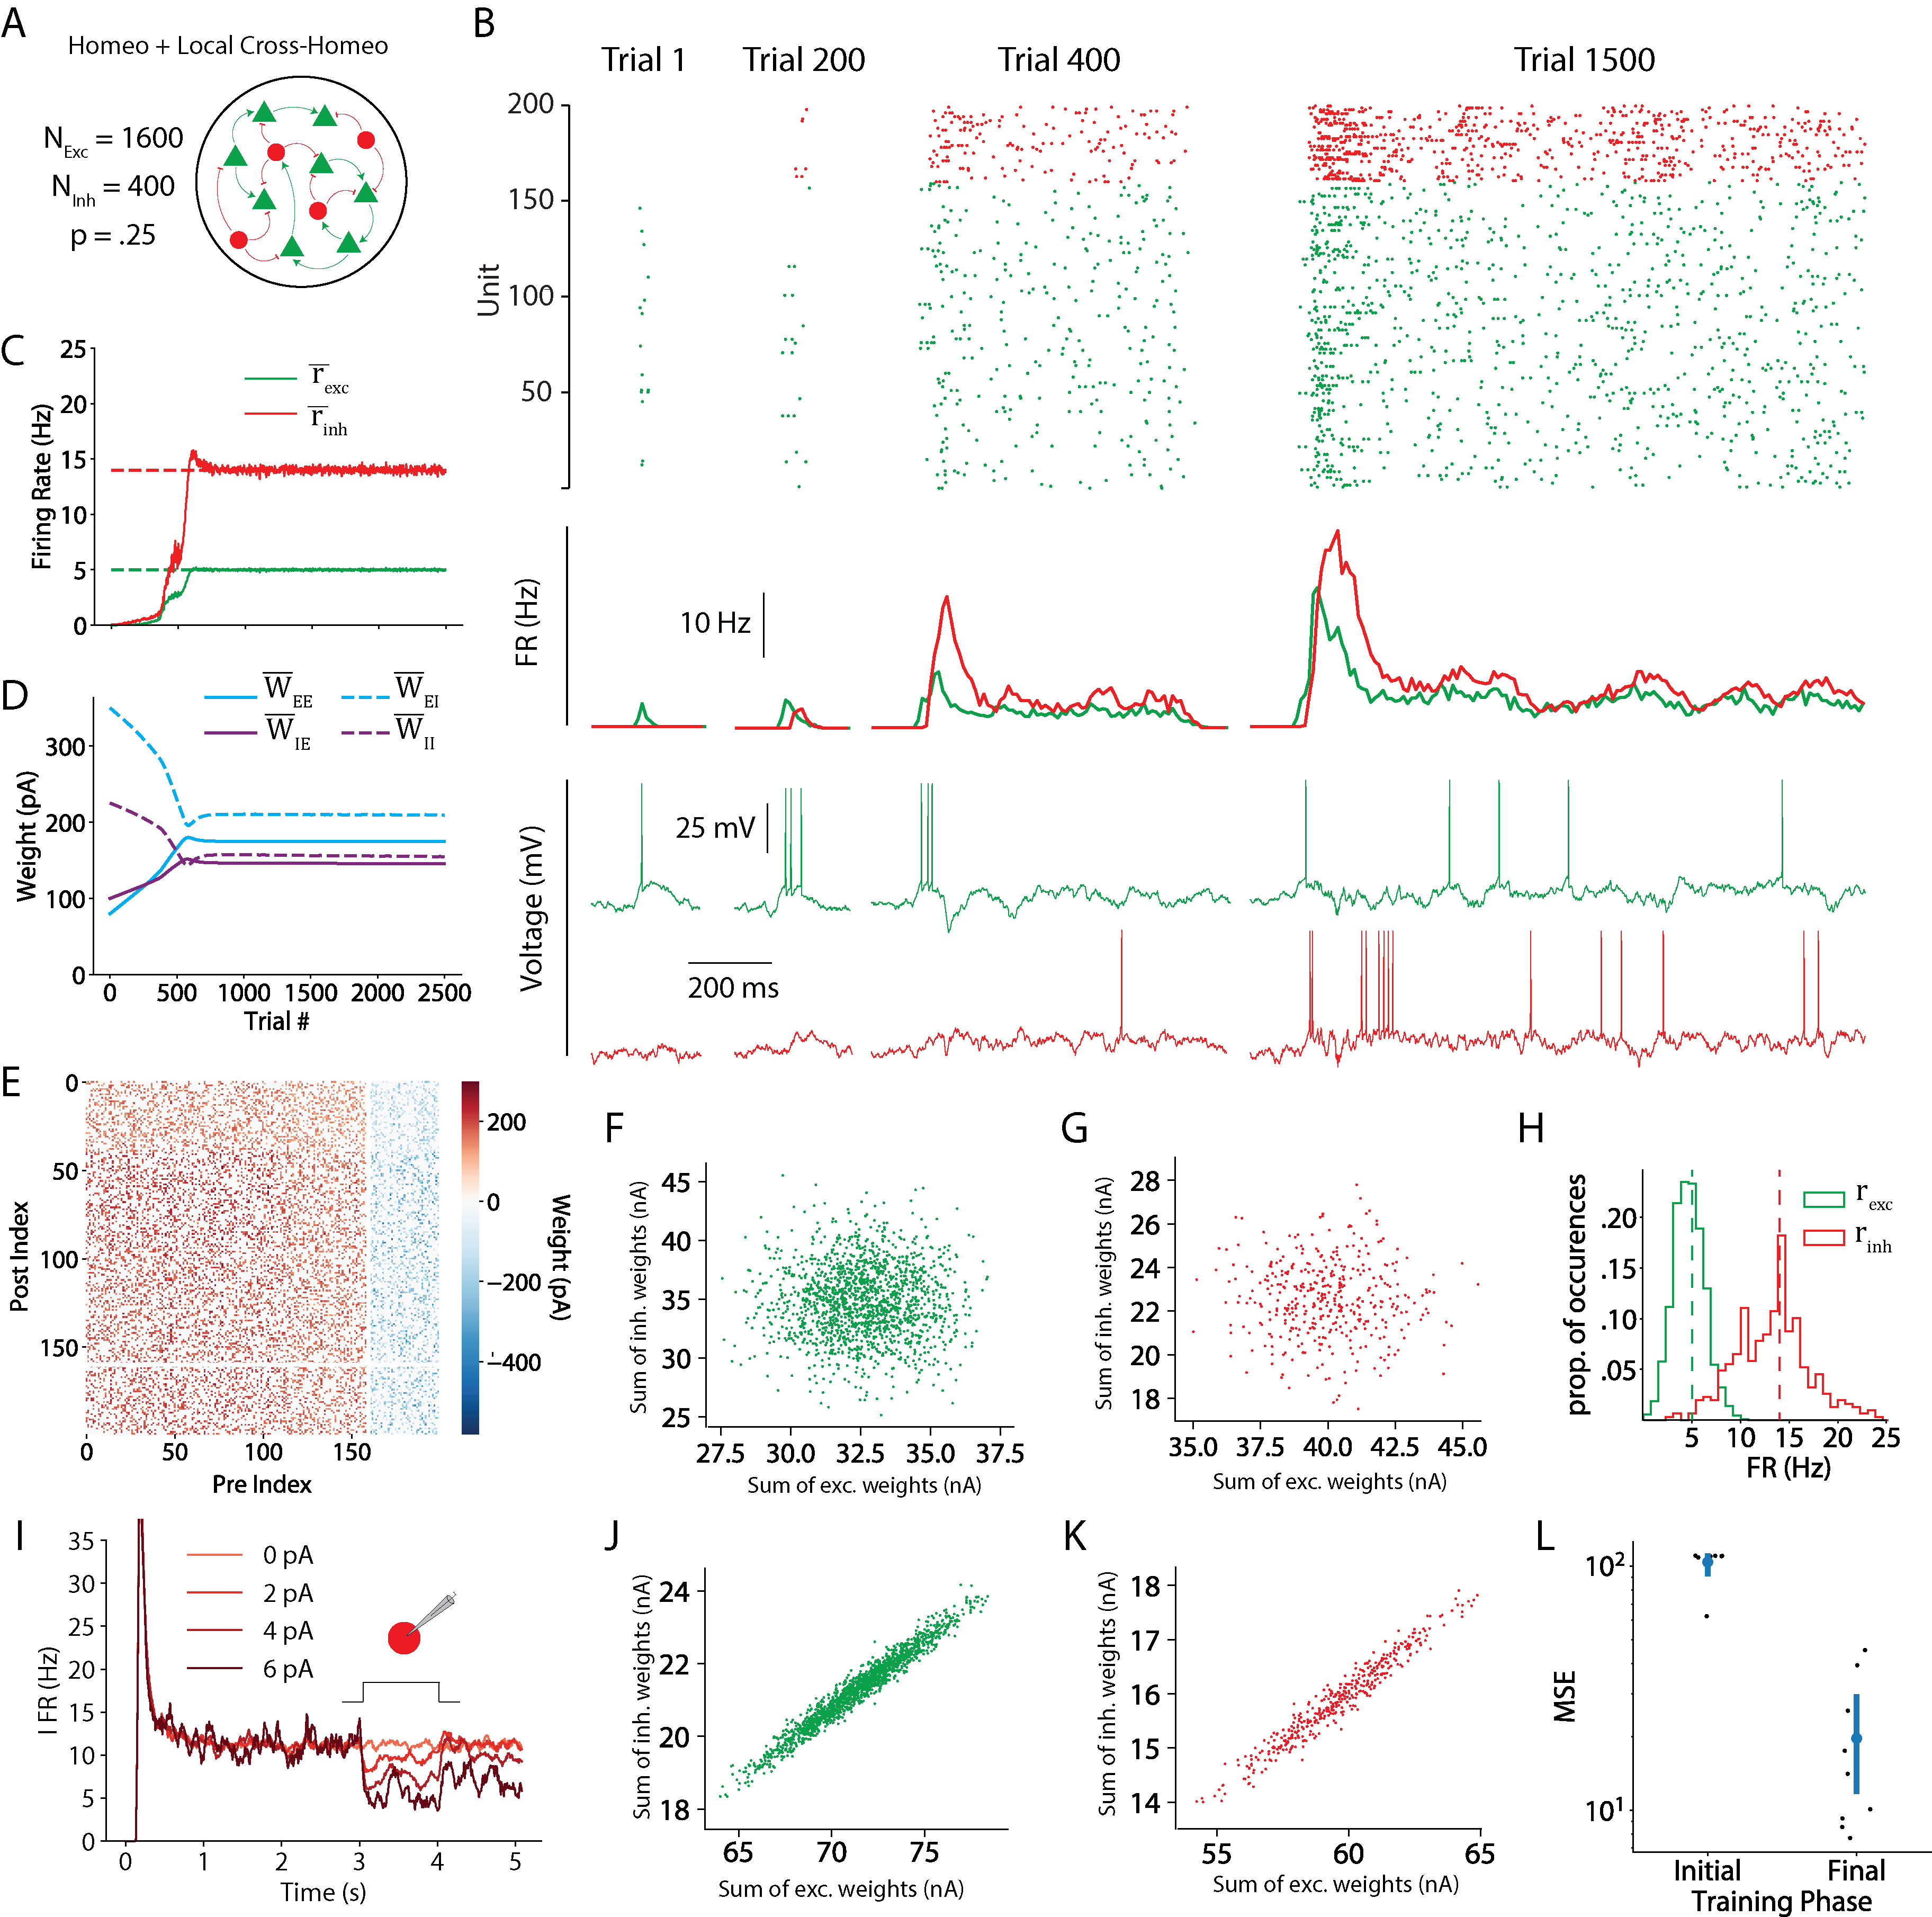 A
Homeo + Local Cross-Homeo
N_Exc = 1600
N_Inh = 400
p = .25
B
Trial 1
Trial 200
Trial 400
Trial 1500
200
150
100
50
Unit
FR (Hz)
10 Hz
Voltage (mV)
25 mV
200 ms
C
25
20
15
10
5
0
Firing Rate (Hz)
r̅_exc
r̅_inh
D
W̅_EE
W̅_EI
W̅_IE
W̅_II
300
200
100
0
Weight (pA)
0 500 1000 1500 2000 2500
Trial #
E
0
50
100
150
Post Index
0 50 100 150
Pre Index
200
0
−200
−400
Weight (pA)
F
45
40
35
30
25
Sum of inh. weights (nA)
27.5 30.0 32.5 35.0 37.5
Sum of exc. weights (nA)
G
28
26
24
22
20
18
Sum of inh. weights (nA)
35.0 37.5 40.0 42.5 45.0
Sum of exc. weights (nA)
H
.20
.15
.10
.05
prop. of occurences
r_exc
r_inh
5 10 15 20 25
FR (Hz)
I
35
30
25
20
15
10
5
0
I FR (Hz)
0 pA
2 pA
4 pA
6 pA
0 1 2 3 4 5
Time (s)
J
24
22
20
18
Sum of inh. weights (nA)
65 70 75
Sum of exc. weights (nA)
K
18
17
16
15
14
Sum of inh. weights (nA)
55 60 65
Sum of exc. weights (nA)
L
10²
10¹
MSE
Initial Final
Training Phase